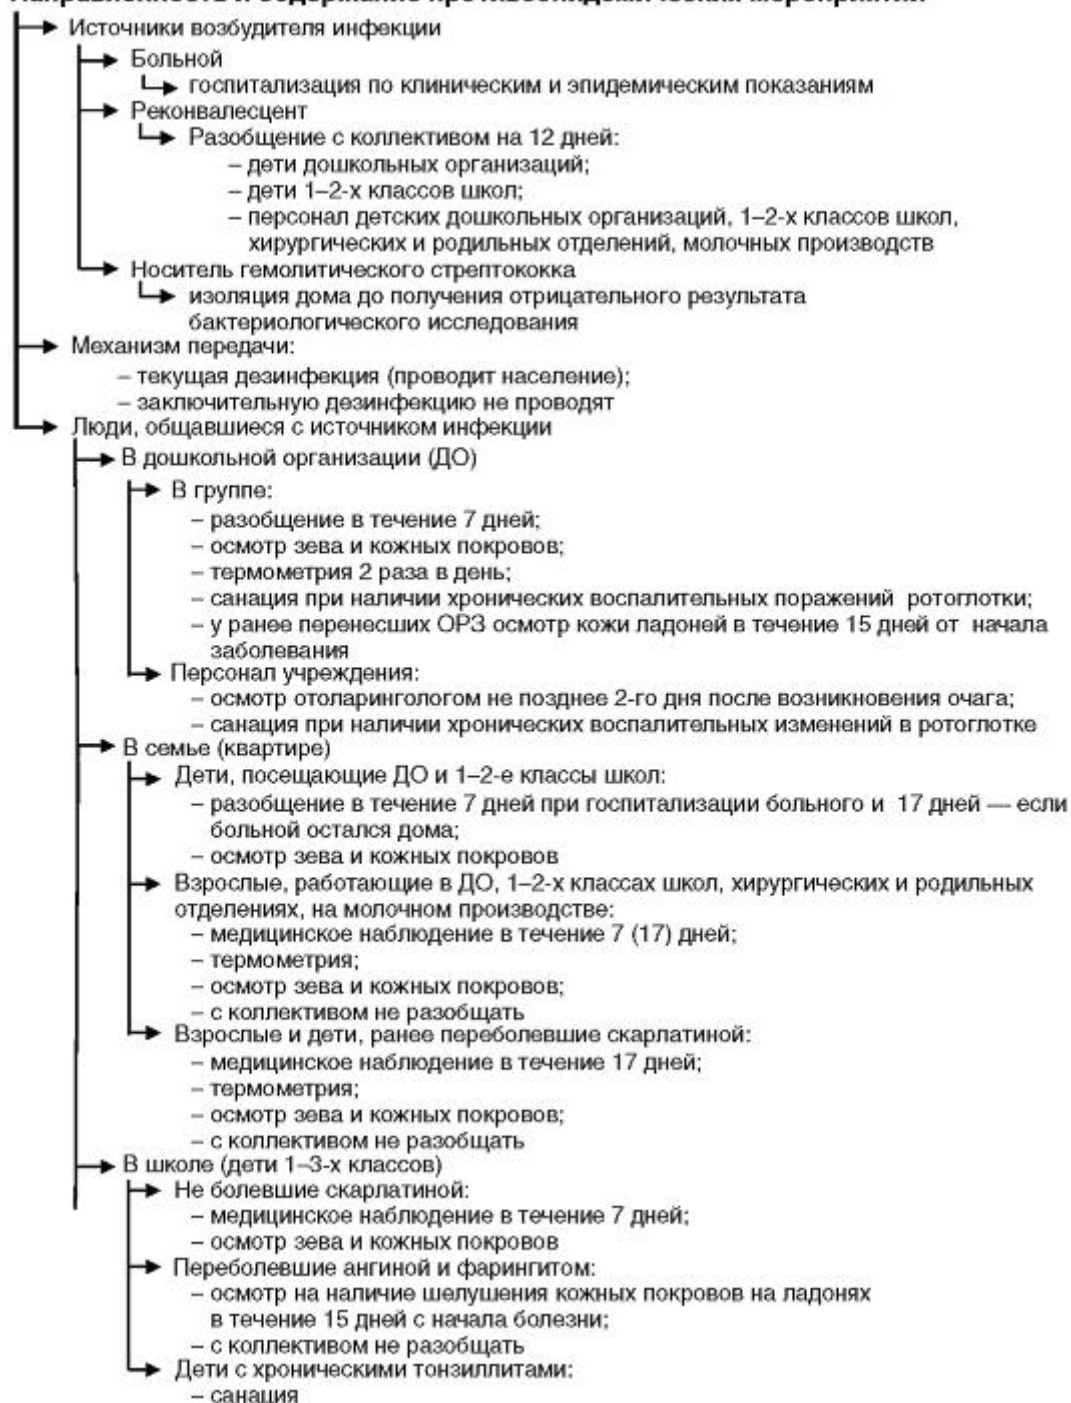 Направленность и содержание противоэпидемических мероприятий
Источники возбудителя инфекции
Больной
госпитализация по клиническим и эпидемическим показаниям
Реконвалесцент
Разобщение с коллективом на 12 дней:
– дети дошкольных организаций;
– дети 1–2-х классов школ;
– персонал детских дошкольных организаций, 1–2-х классов школ,
хирургических и родильных отделений, молочных производств
Носитель гемолитического стрептококка
изоляция дома до получения отрицательного результата
бактериологического исследования
Механизм передачи:
– текущая дезинфекция (проводит население);
– заключительную дезинфекцию не проводят
Люди, общавшиеся с источником инфекции
В дошкольной организации (ДО)
В группе:
– разобщение в течение 7 дней;
– осмотр зева и кожных покровов;
– термометрия 2 раза в день;
– санация при наличии хронических воспалительных поражений ротоглотки;
– у ранее перенесших ОРЗ осмотр кожи ладоней в течение 15 дней от начала
заболевания
Персонал учреждения:
– осмотр отоларингологом не позднее 2-го дня после возникновения очага;
– санация при наличии хронических воспалительных изменений в ротоглотке
В семье (квартире)
Дети, посещающие ДО и 1–2-е классы школ:
– разобщение в течение 7 дней при госпитализации больного и 17 дней — если
больной остался дома;
– осмотр зева и кожных покровов
Взрослые, работающие в ДО, 1–2-х классах школ, хирургических и родильных
отделениях, на молочном производстве:
– медицинское наблюдение в течение 7 (17) дней;
– термометрия;
– осмотр зева и кожных покровов;
– с коллективом не разобщать
Взрослые и дети, ранее переболевшие скарлатиной:
– медицинское наблюдение в течение 17 дней;
– термометрия;
– осмотр зева и кожных покровов;
– с коллективом не разобщать
В школе (дети 1–3-х классов)
Не болевшие скарлатиной:
– медицинское наблюдение в течение 7 дней;
– осмотр зева и кожных покровов
Переболевшие ангиной и фарингитом:
– осмотр на наличие шелушения кожных покровов на ладонях
в течение 15 дней с начала болезни;
– с коллективом не разобщать
Дети с хроническими тонзиллитами:
– санация